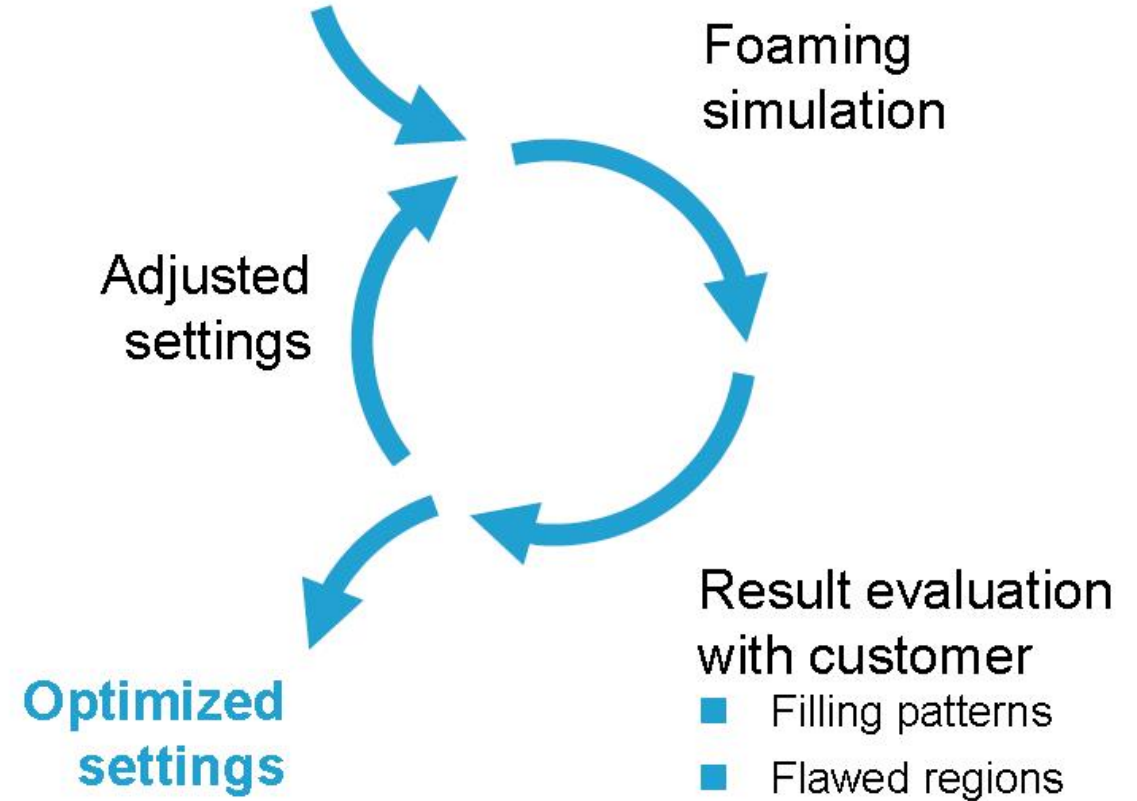 Foaming
simulation
Adjusted
settings
Result evaluation
with customer
Filling patterns
Flawed regions
Optimized
settings